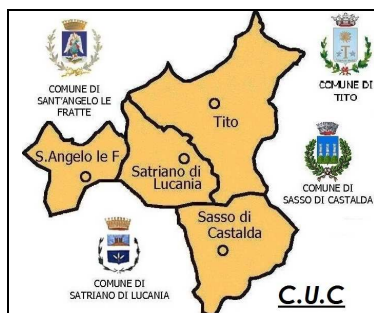 COMUNE DI
SANT'ANGELO LE
FRATTE
COMUNE DI
TITO
Tito
S.Angelo le F
Satriano di
Lucania
COMUNE DI
SASSO DI CASTALDA
Sasso di
Castalda
COMUNE DI
SATRIANO DI LUCANIA
C.U.C